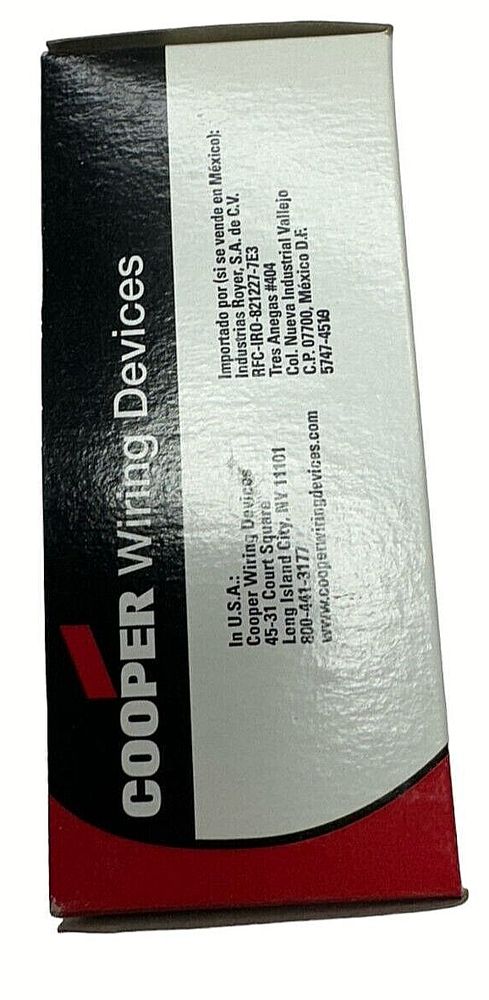 COOPER Wiring Devices
In U.S.A.:
Cooper Wiring Devices
45-31 Court Square
Long Island City, NY 11101
800-441-3177
www.cooperwiringdevices.com
Importado por (si se vende en México):
Industrias Royer, S.A. de C.V.
RFC-IRO-821227-7E3
Tres Anegas #404
Col. Nueva Industrial Vallejo
C.P. 07700, México D.F.
5747-4510